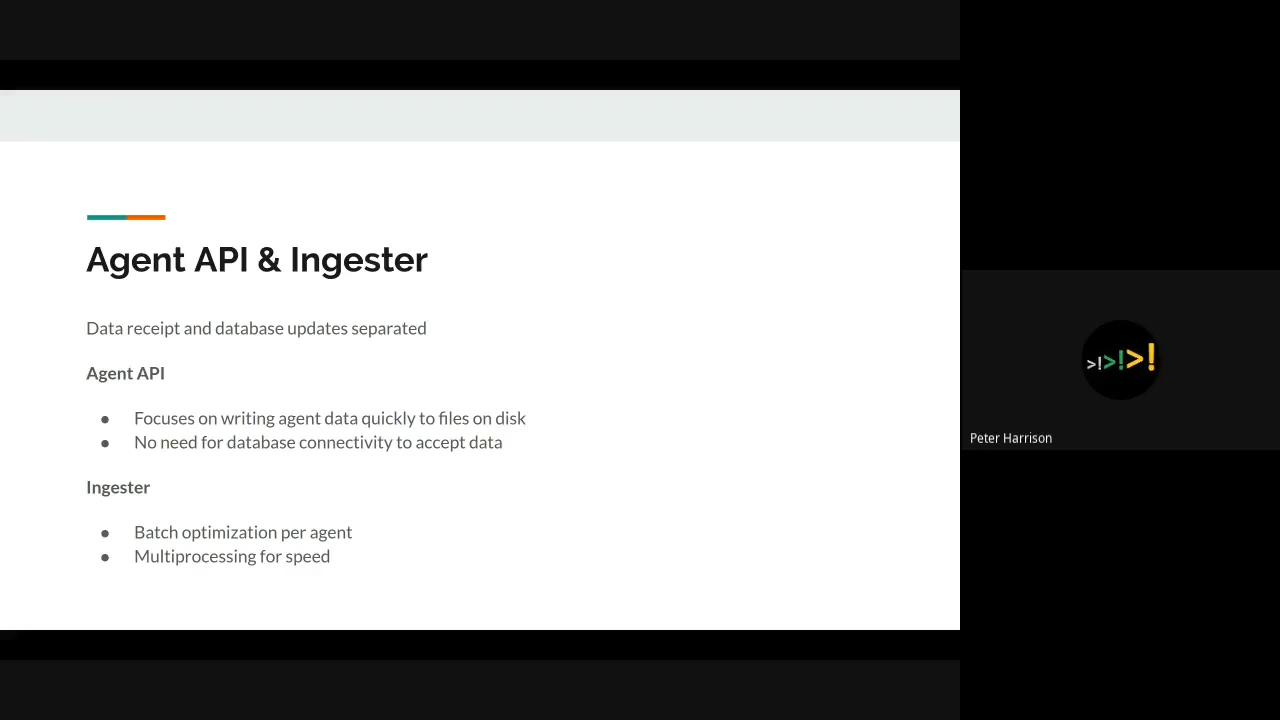 Agent API & Ingester
Data receipt and database updates separated
Agent API
● Focuses on writing agent data quickly to files on disk
● No need for database connectivity to accept data
Ingester
● Batch optimization per agent
● Multiprocessing for speed
>!>!>!
Peter Harrison